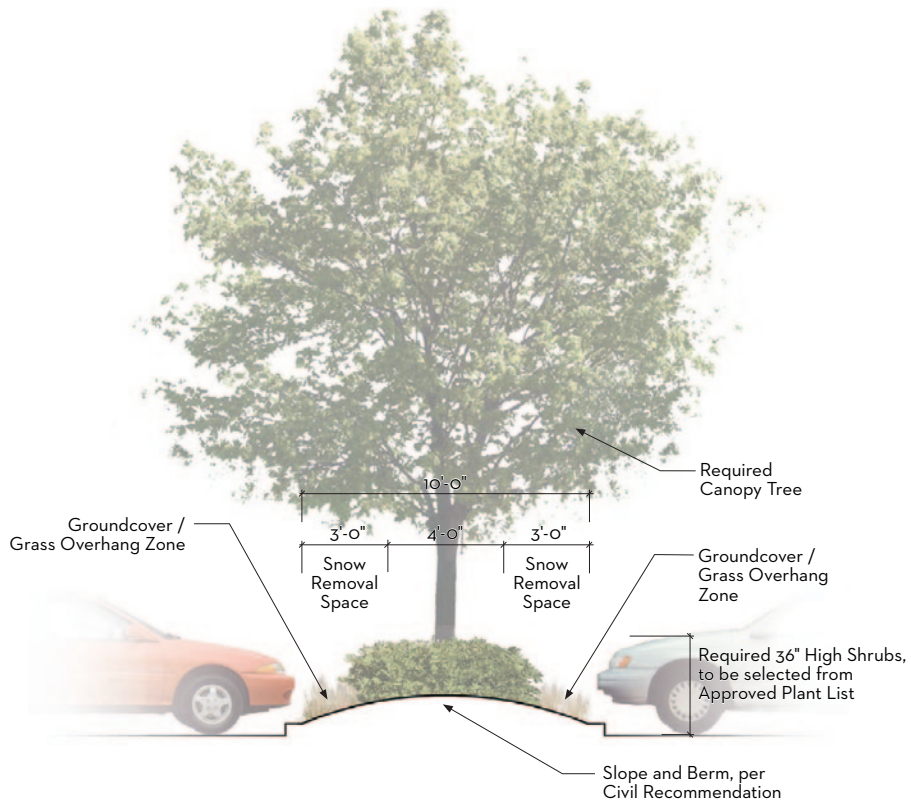 10'-0"
Required
Canopy Tree
Groundcover /
Grass Overhang Zone
3'-0"
4'-0"
3'-0"
Snow
Removal
Space
Snow
Removal
Space
Groundcover /
Grass Overhang
Zone
Required 36" High Shrubs,
to be selected from
Approved Plant List
Slope and Berm, per
Civil Recommendation